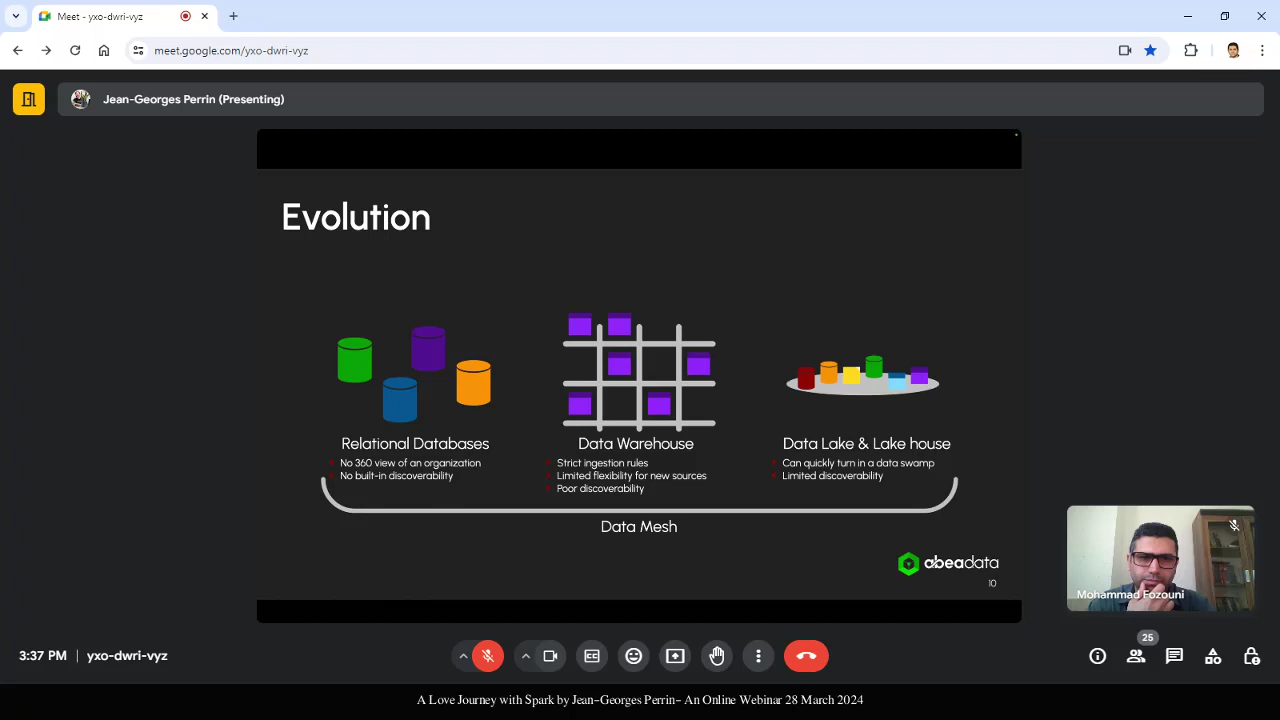 Meet - yxo-dwri-vyz
meet.google.com/yxo-dwri-vyz
Jean-Georges Perrin (Presenting)
Evolution
Relational Databases
No 360 view of an organization
No built-in discoverability
Data Warehouse
Strict ingestion rules
Limited flexibility for new sources
Poor discoverability
Data Lake & Lake house
Can quickly turn in a data swamp
Limited discoverability
Data Mesh
abeadata
10
Mohammad Fozouni
3:37 PM | yxo-dwri-vyz
CC
25
A Love Journey with Spark by Jean-Georges Perrin- An Online Webinar 28 March 2024